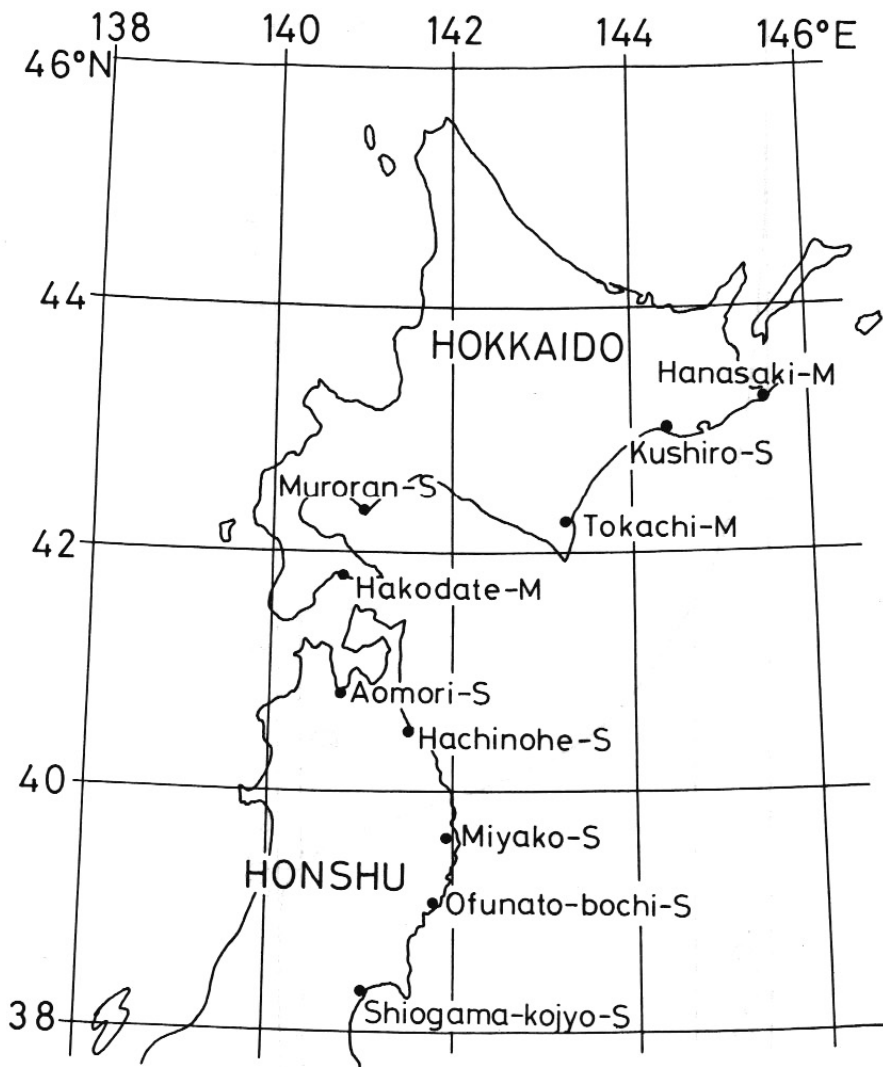 138 140 142 144 146°E
46°N
44
HOKKAIDO
Hanasaki-M
Kushiro-S
Muroran-S
Tokachi-M
42
Hakodate-M
Aomori-S
Hachinohe-S
40
Miyako-S
HONSHU
Ofunato-bochi-S
38
Shiogama-kojyo-S